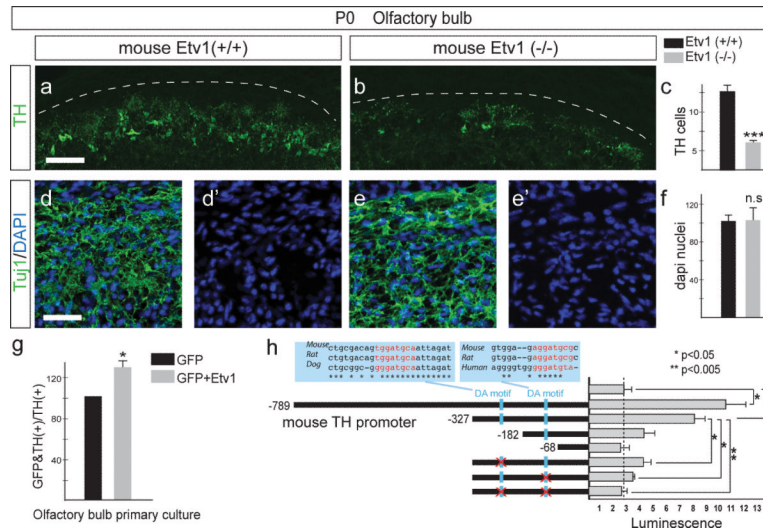 P0 Olfactory bulb
mouse Etv1(+/+)
mouse Etv1 (-/-)
Etv1 (+/+)
Etv1 (-/-)
TH
a
b
c
TH cells
10
5
***
Tuj1/DAPI
d
d'
e
e'
f
dapi nuclei
120
80
40
n.s
g
GFP
GFP+Etv1
GFP&TH(+)/TH(+)
120
80
40
*
Olfactory bulb primary culture
h
Mouse ctgcgacagtggatgcaattagat
Rat ctgtgacagtggatgcaattagat
Dog ctgcggc-gtggatgcaattagat
Mouse gtgga--gaggatgcgc
Rat gtgga--gaggatgcgc
Human aggggtgggggatgta-
DA motif
DA motif
* p<0.05
** p<0.005
-789
mouse TH promoter
-327
-182
-68
*
*
*
**
1 2 3 4 5 6 7 8 9 10 11 12 13
Luminescence